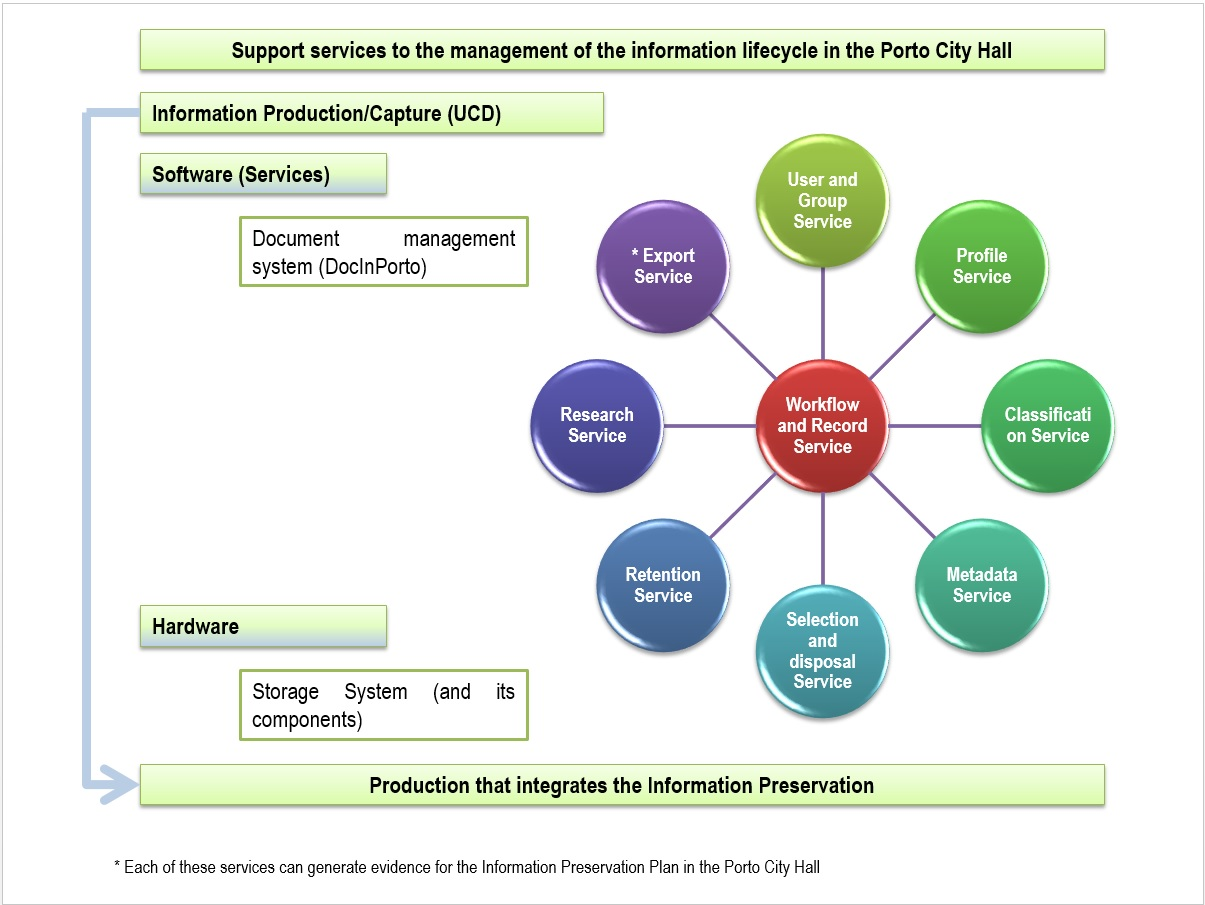 Support services to the management of the information lifecycle in the Porto City Hall
Information Production/Capture (UCD)
Software (Services)
Document management
system (DocInPorto)
User and
Group
Service
* Export
Service
Profile
Service
Research
Service
Workflow
and Record
Service
Classificati
on Service
Retention
Service
Metadata
Service
Selection
and
disposal
Service
Hardware
Storage System (and its
components)
Production that integrates the Information Preservation
* Each of these services can generate evidence for the Information Preservation Plan in the Porto City Hall